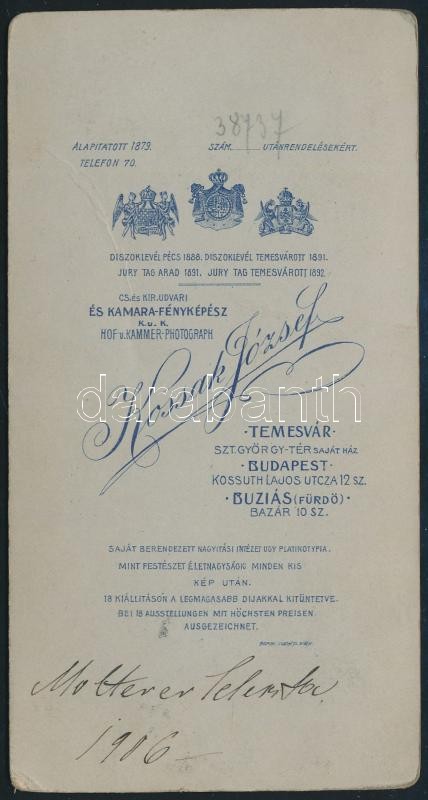 38737
ALAPITATOTT 1879. SZÁM. UTÁNRENDELÉSEKÉRT.
TELEFON 70.
DISZOKLEVÉL PÉCS 1888. DISZOKLEVÉL TEMESVÁROTT 1891.
JURY TAG ARAD 1891. JURY TAG TEMESVÁROTT 1892.
CS. és KIR. UDVARI
ÉS KAMARA-FÉNYKÉPÉSZ
K. u. K.
HOF u. KAMMER-PHOTOGRAPH
Kossak József
darabanth
· TEMESVÁR ·
SZT. GYÖRGY-TÉR SAJÁT HÁZ
· BUDAPEST ·
KOSSUTH LAJOS UTCZA 12 SZ.
· BUZIÁS (FÜRDÖ) ·
BAZÁR 10 SZ.
SAJÁT BERENDEZETT NAGYITÁSI INTÉZET UGY PLATINOTYPIA.
MINT FESTÉSZET ÉLETNAGYSÁGIG MINDEN KIS
KÉP UTÁN.
18 KIÁLLITÁSON A LEGMAGASABB DIJAKKAL KITÜNTETVE.
BEI 18 AUSSTELLUNGEN MIT HÖCHSTEN PREISEN
AUSGEZEICHNET.
1906